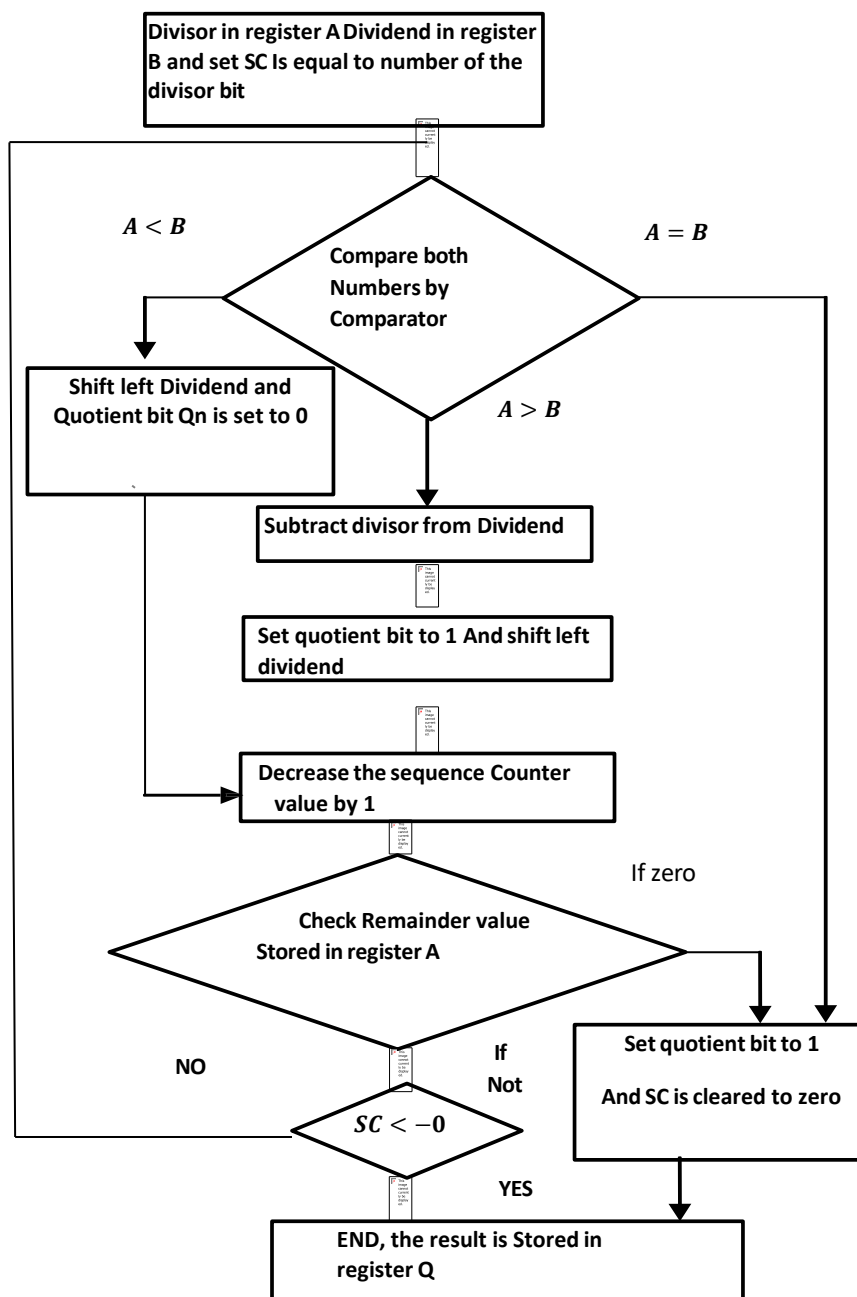 Divisor in register A Dividend in register
B and set SC Is equal to number of the
divisor bit
A < B
A = B
Compare both
Numbers by
Comparator
Shift left Dividend and
Quotient bit Qn is set to 0
A > B
Subtract divisor from Dividend
Set quotient bit to 1 And shift left
dividend
Decrease the sequence Counter
value by 1
If zero
Check Remainder value
Stored in register A
NO
If
Not
Set quotient bit to 1
And SC is cleared to zero
SC < −0
YES
END, the result is Stored in
register Q